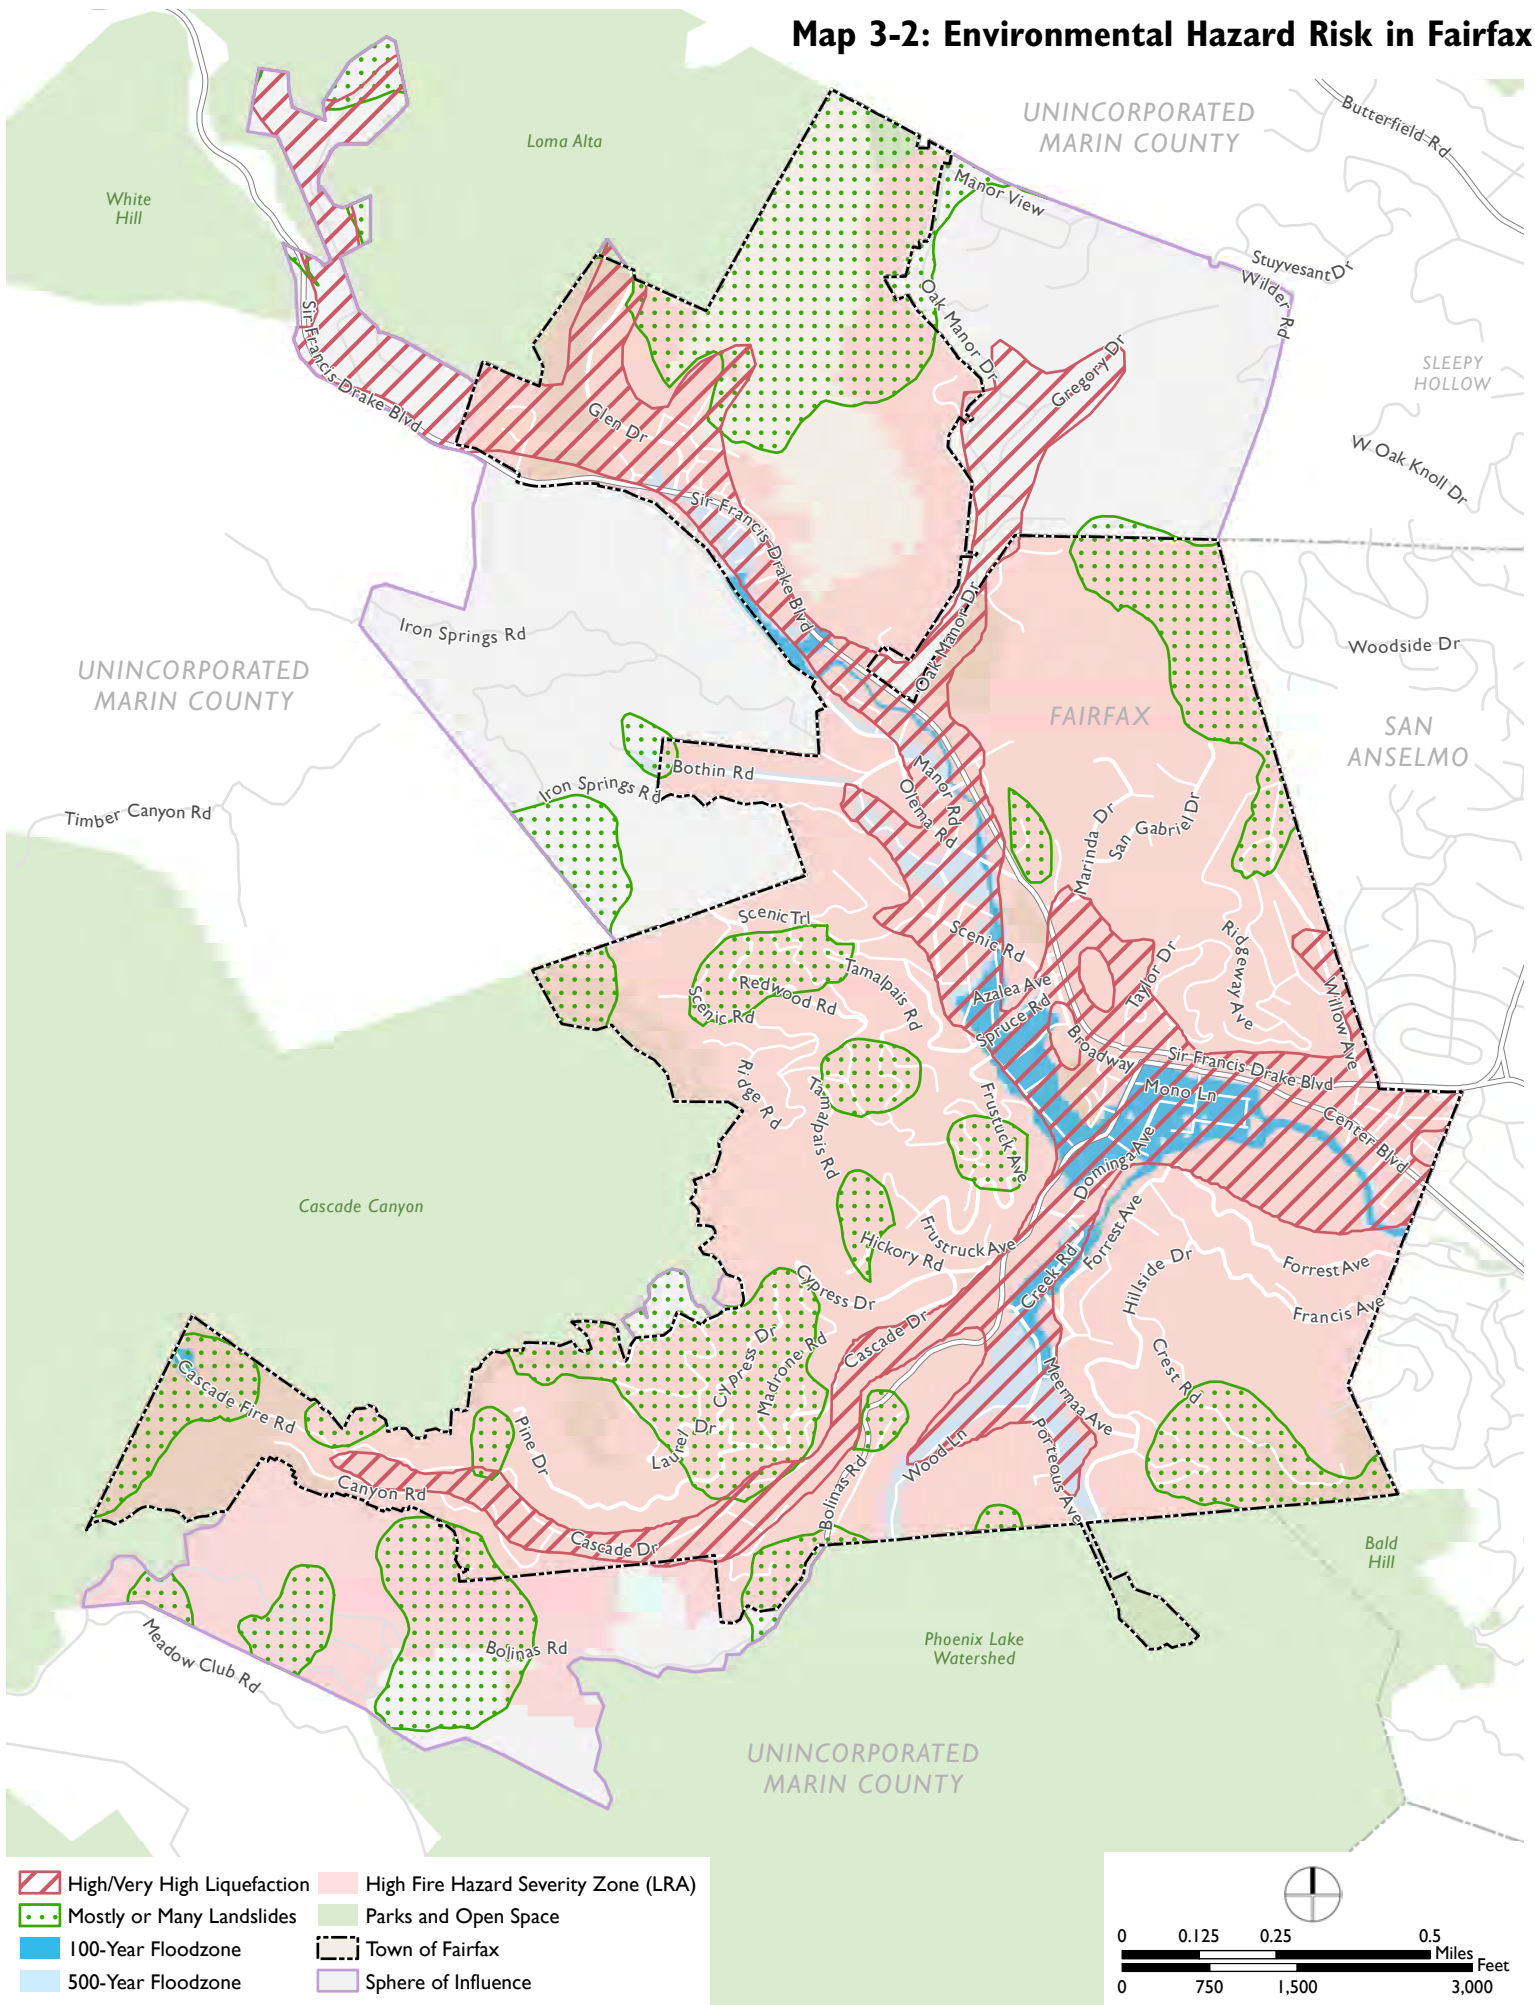 Map 3-2: Environmental Hazard Risk in Fairfax
UNINCORPORATED
MARIN COUNTY
Butterfield Rd
Loma Alta
White
Hill
Manor View
Stuyvesant Dr
Wilder Rd
Oak Manor Dr
Sir Francis Drake Blvd
Gregory Dr
SLEEPY
HOLLOW
Glen Dr
W Oak Knoll Dr
Sir Francis Drake Blvd
Iron Springs Rd
Oak Manor Dr
Woodside Dr
UNINCORPORATED
MARIN COUNTY
FAIRFAX
SAN
ANSELMO
Bothin Rd
Iron Springs Rd
Manor Rd
Olema Rd
Timber Canyon Rd
Marinda Dr
San Gabriel Dr
Scenic Trl
Scenic Rd
Ridgeway Ave
Tamalpais Rd
Redwood Rd
Scenic Rd
Azalea Ave
Taylor Dr
Willow Ave
Spruce Rd
Broadway
Sir Francis Drake Blvd
Ridge Rd
Tamalpais Rd
Frustuck Ave
Mono Ln
Center Blvd
Dominga Ave
Cascade Canyon
Frustruck Ave
Hickory Rd
Forrest Ave
Hillside Dr
Forrest Ave
Creek Rd
Cypress Dr
Francis Ave
Cascade Dr
Cypress Dr
Madrone Rd
Crest Rd
Cascade Fire Rd
Meernaa Ave
Pine Dr
Laurel Dr
Wood Ln
Porteous Ave
Canyon Rd
Bolinas Rd
Cascade Dr
Bald
Hill
Meadow Club Rd
Bolinas Rd
Phoenix Lake
Watershed
UNINCORPORATED
MARIN COUNTY
High/Very High Liquefaction
High Fire Hazard Severity Zone (LRA)
Mostly or Many Landslides
Parks and Open Space
100-Year Floodzone
Town of Fairfax
500-Year Floodzone
Sphere of Influence
0 0.125 0.25 0.5
Miles
Feet
0 750 1,500 3,000